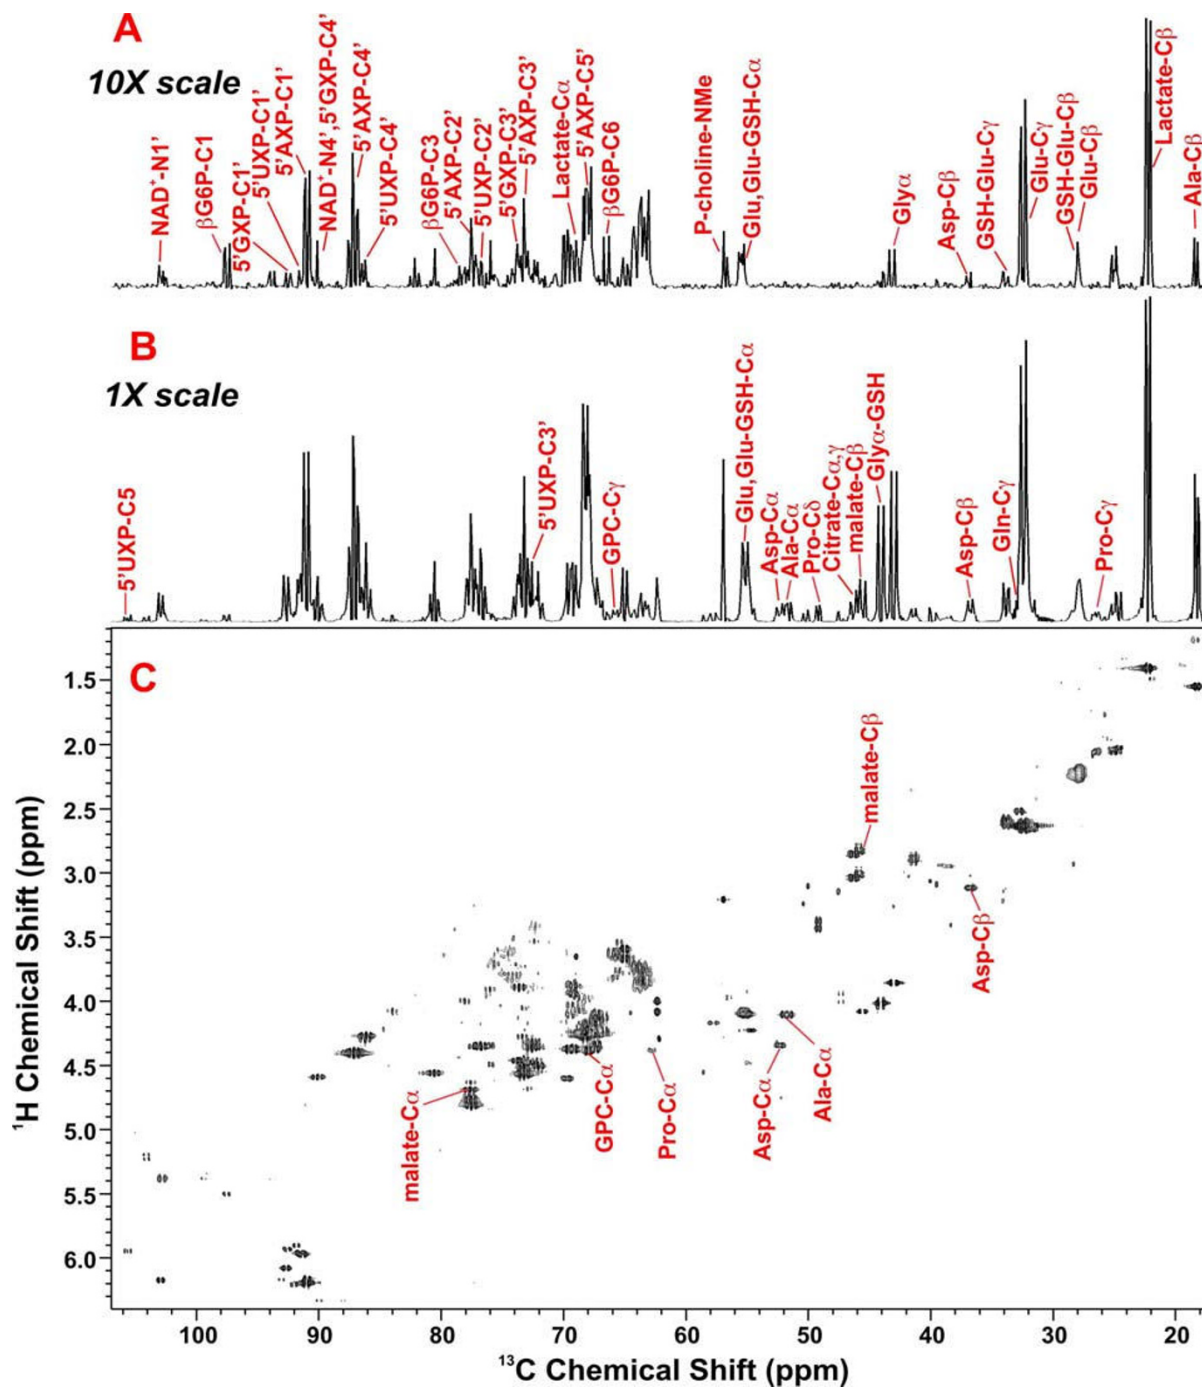 A
10X scale
NAD⁺-N1’
βG6P-C1
5’GXP-C1’
5’UXP-C1’
5’AXP-C1’
NAD⁺-N4’,5’GXP-C4’
5’AXP-C4’
5’UXP-C4’
βG6P-C3
5’AXP-C2’
5’UXP-C2’
5’GXP-C3’
5’AXP-C3’
Lactate-Cα
5’AXP-C5’
βG6P-C6
P-choline-NMe
Glu,Glu-GSH-Cα
Glyα
Asp-Cβ
GSH-Glu-Cγ
Glu-Cγ
GSH-Glu-Cβ
Glu-Cβ
Lactate-Cβ
Ala-Cβ
B
1X scale
5’UXP-C5
5’UXP-C3’
GPC-Cγ
Glu,Glu-GSH-Cα
Asp-Cα
Ala-Cα
Pro-Cδ
Citrate-Cα,γ
malate-Cβ
Glyα-GSH
Asp-Cβ
Gln-Cγ
Pro-Cγ
C
malate-Cβ
Asp-Cβ
malate-Cα
GPC-Cα
Pro-Cα
Asp-Cα
Ala-Cα
¹H Chemical Shift (ppm)
1.5
2.0
2.5
3.0
3.5
4.0
4.5
5.0
5.5
6.0
100 90 80 70 60 50 40 30 20
¹³C Chemical Shift (ppm)